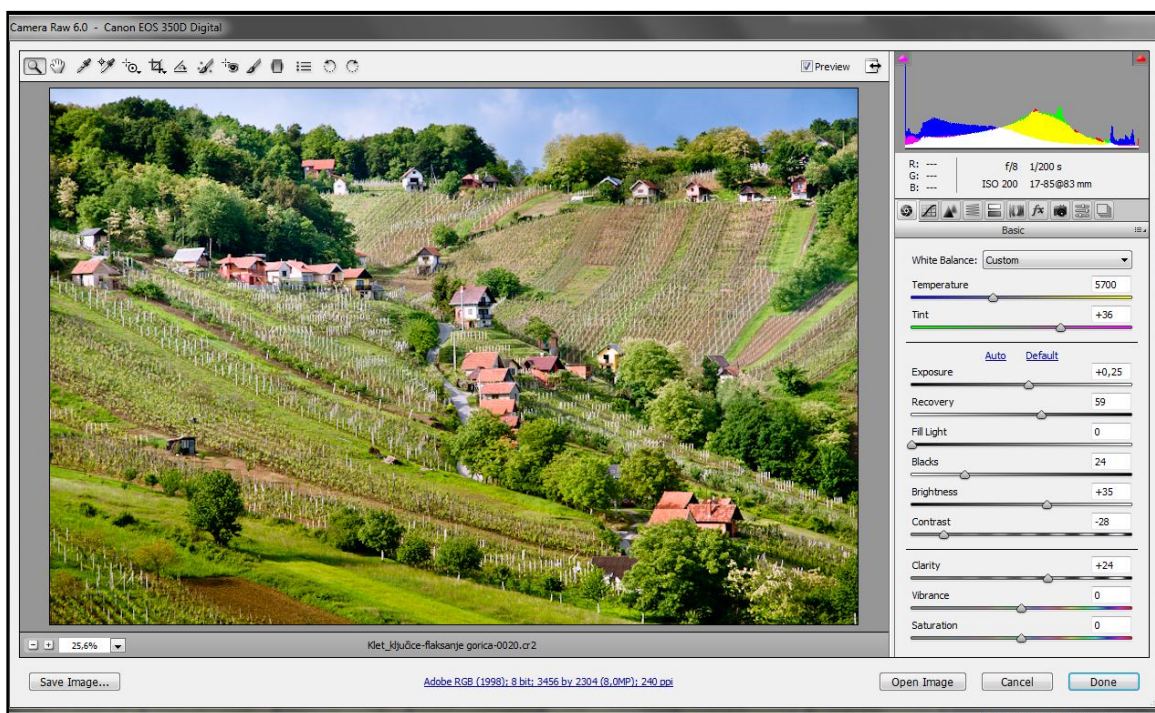 Camera Raw 6.0 - Canon EOS 350D Digital
Preview
R: ---
G: ---
B: ---
f/8 1/200 s
ISO 200 17-85@83 mm
fx
Basic
White Balance: Custom
Temperature 5700
Tint +36
Auto Default
Exposure +0,25
Recovery 59
Fill Light 0
Blacks 24
Brightness +35
Contrast -28
Clarity +24
Vibrance 0
Saturation 0
25,6% Klet_ključice-flaksanje gorica-0020.cr2
Save Image... Adobe RGB (1998); 8 bit; 3456 by 2304 (8,0MP); 240 ppi Open Image Cancel Done